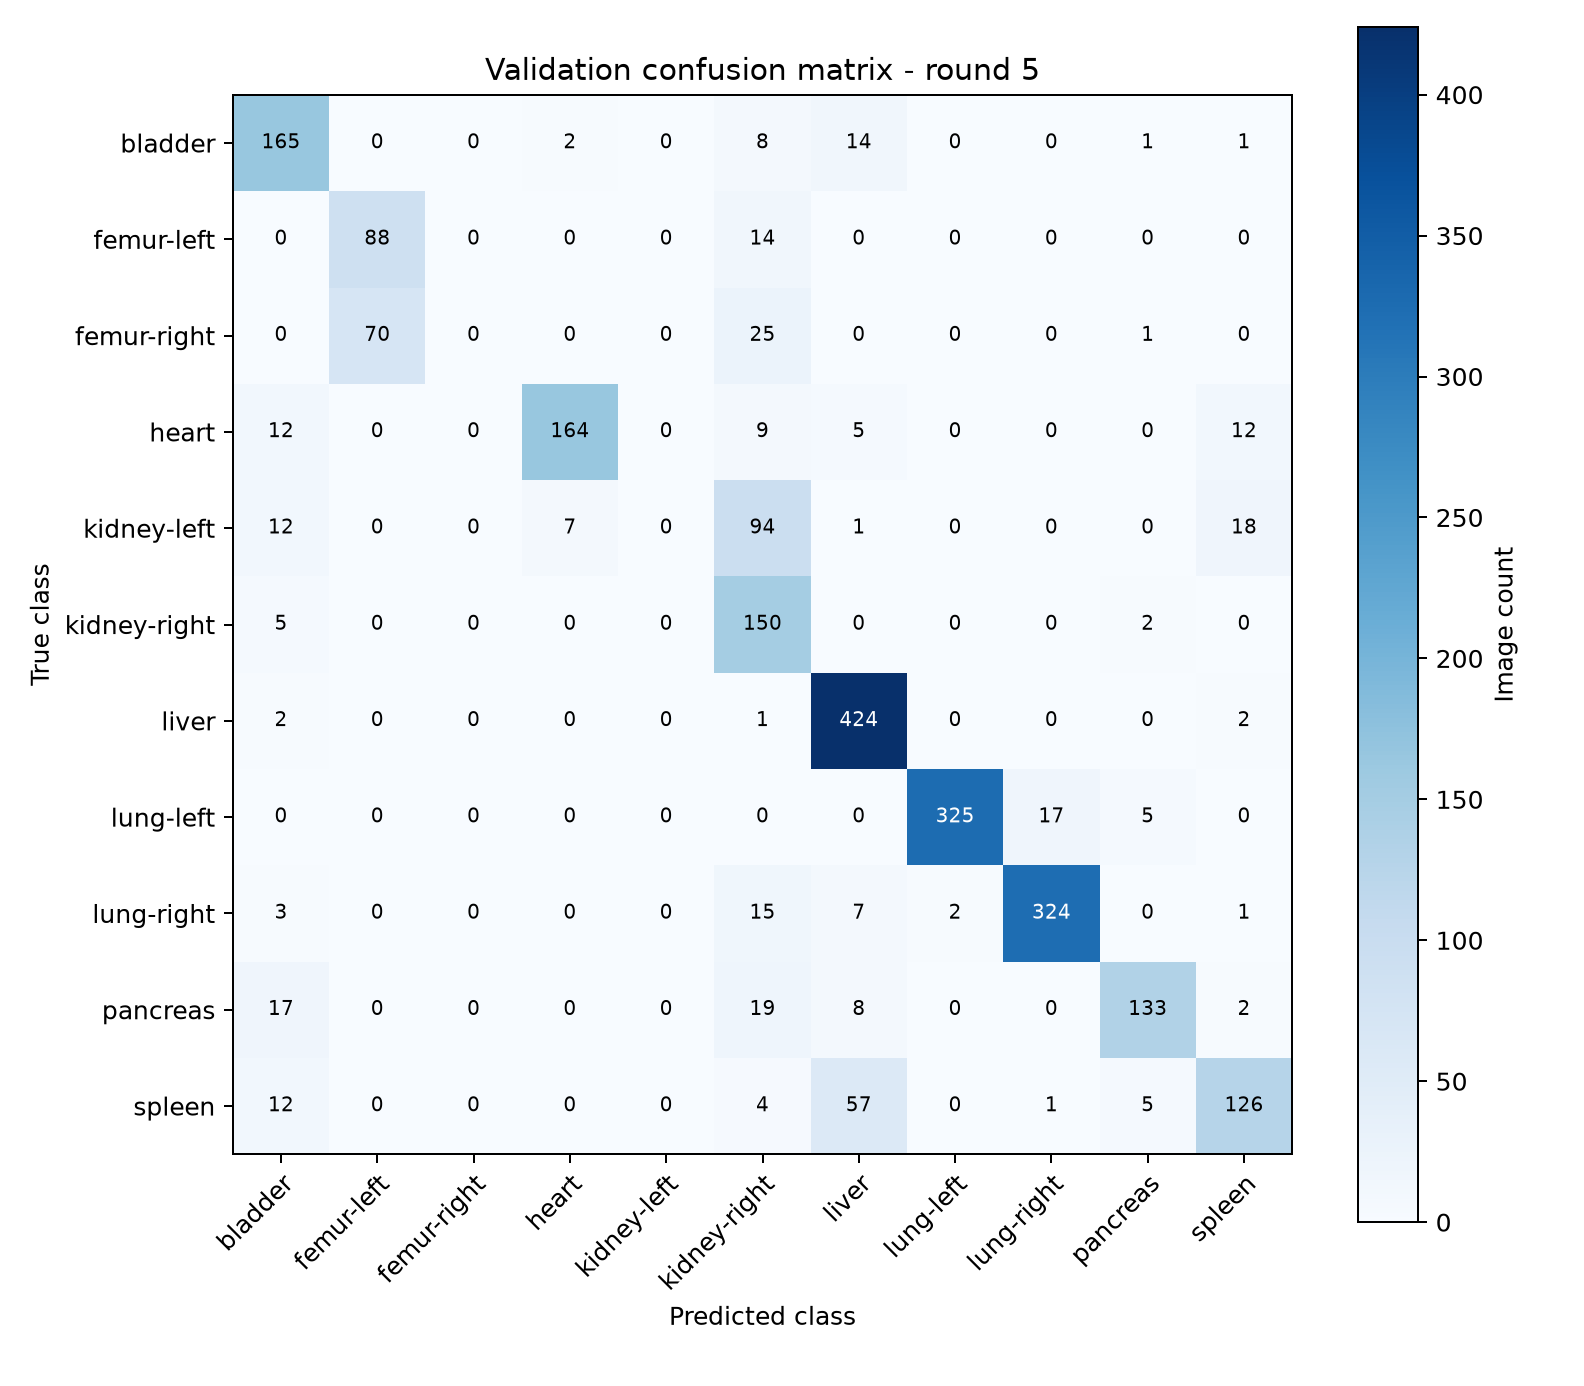 Validation confusion matrix - round 5
True class
bladder 165 0 0 2 0 8 14 0 0 1 1
femur-left 0 88 0 0 0 14 0 0 0 0 0
femur-right 0 70 0 0 0 25 0 0 0 1 0
heart 12 0 0 164 0 9 5 0 0 0 12
kidney-left 12 0 0 7 0 94 1 0 0 0 18
kidney-right 5 0 0 0 0 150 0 0 0 2 0
liver 2 0 0 0 0 1 424 0 0 0 2
lung-left 0 0 0 0 0 0 0 325 17 5 0
lung-right 3 0 0 0 0 15 7 2 324 0 1
pancreas 17 0 0 0 0 19 8 0 0 133 2
spleen 12 0 0 0 0 4 57 0 1 5 126
bladder femur-left femur-right heart kidney-left kidney-right liver lung-left lung-right pancreas spleen
Predicted class
400
350
300
250
200
150
100
50
0
Image count